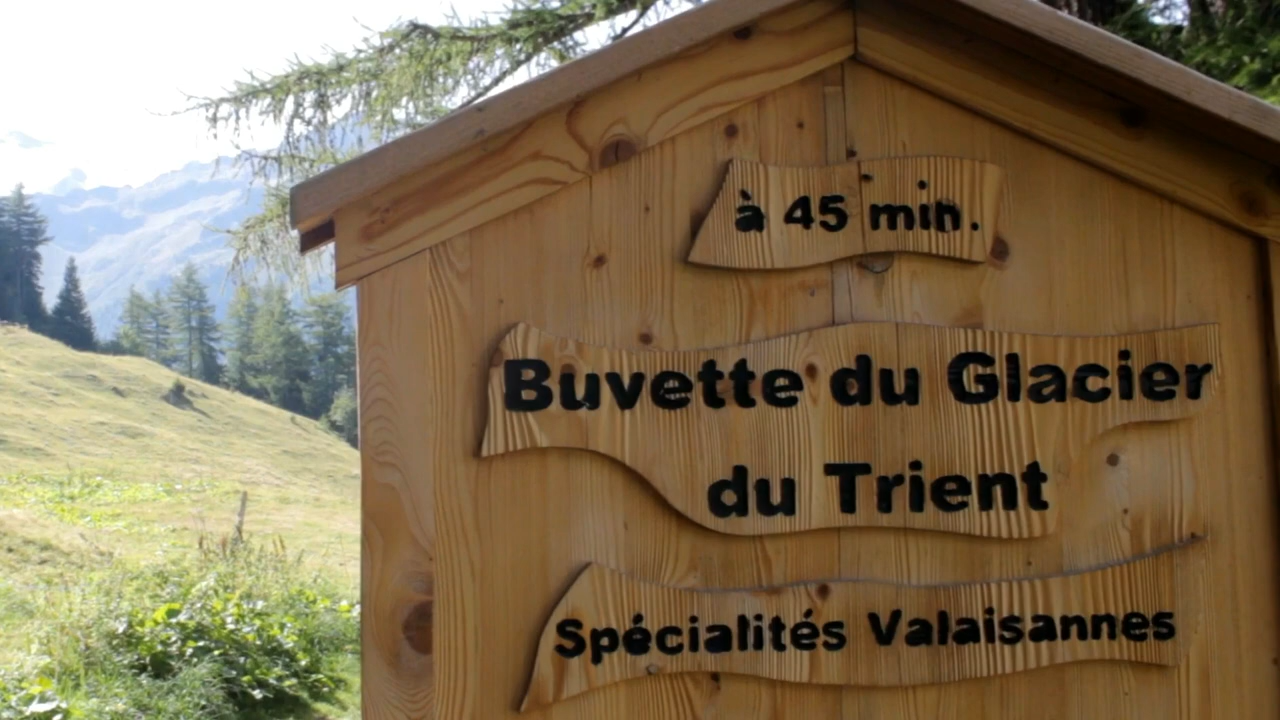 à 45 min.
Buvette du Glacier
du Trient
Spécialités Valaisannes